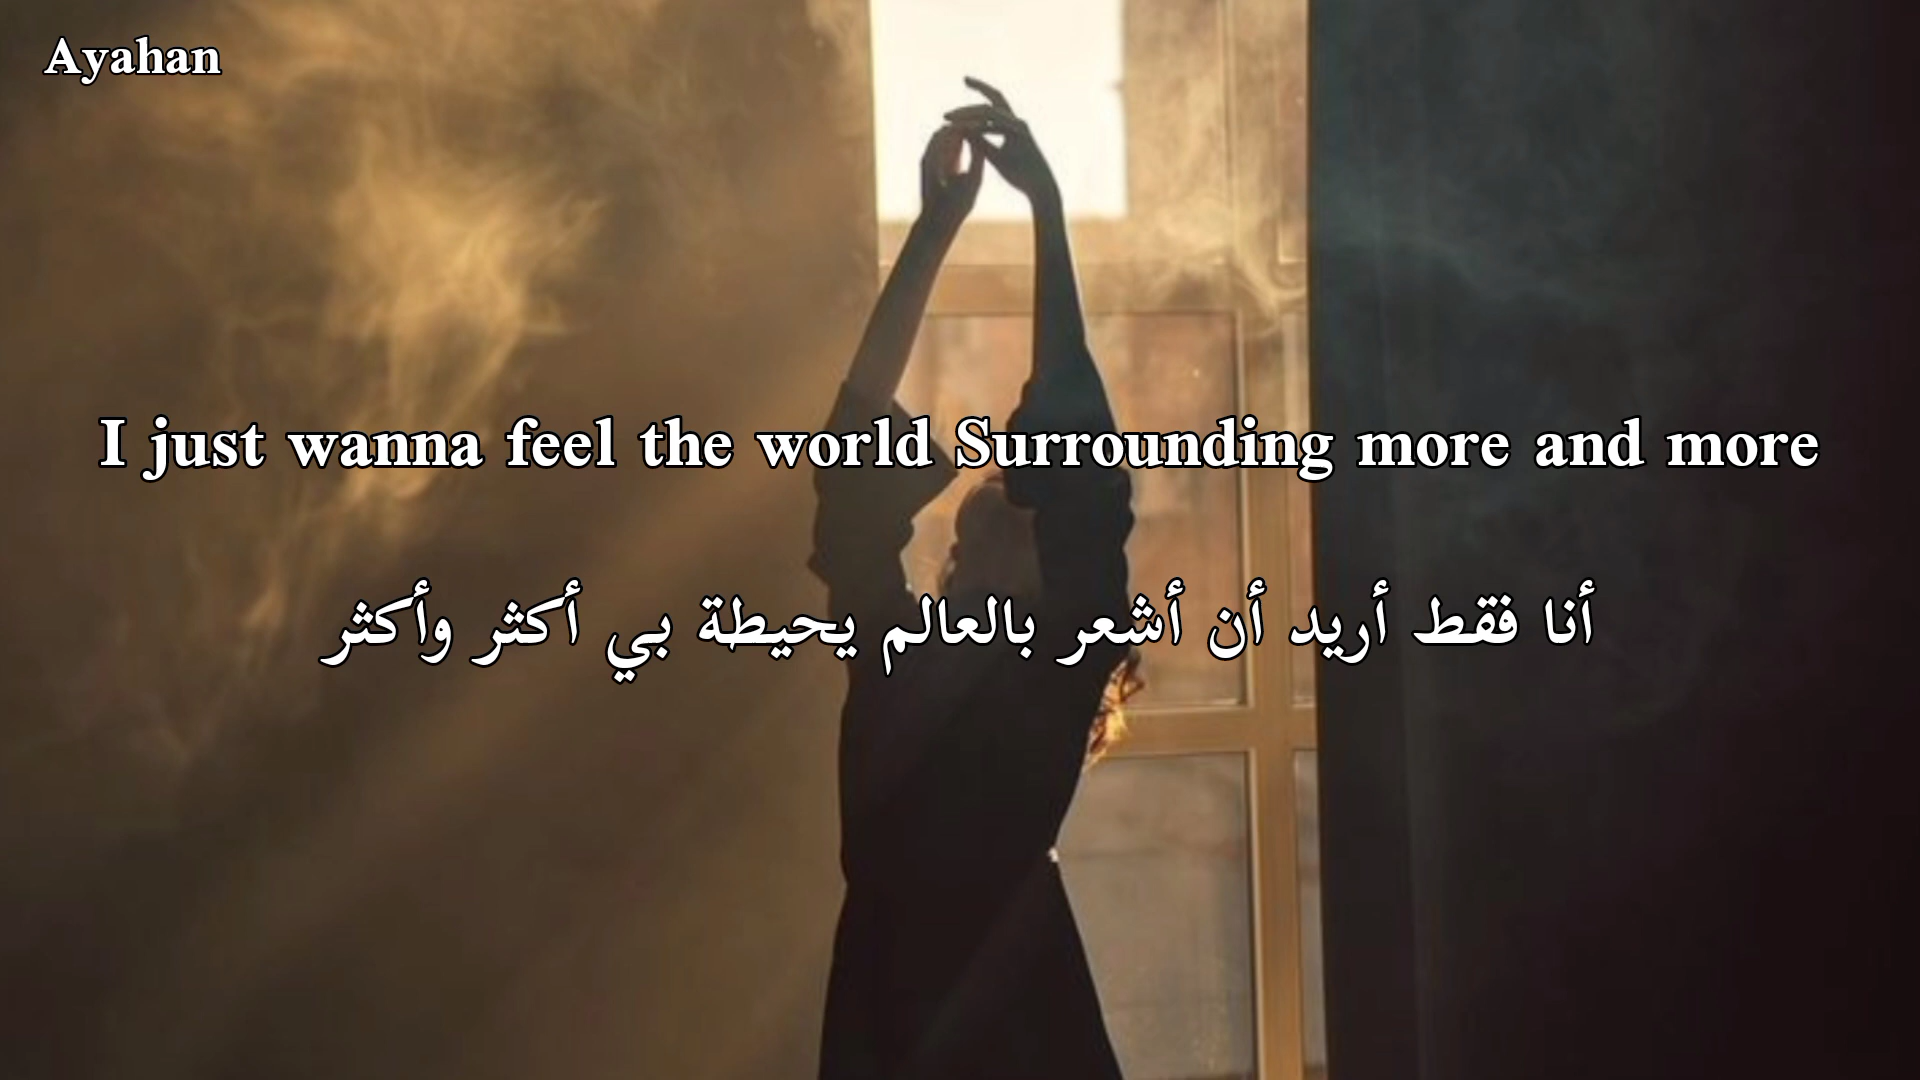 Ayahan
I just wanna feel the world Surrounding more and more
أنا فقط أريد أن أشعر بالعالم يحيطة بي أكثر وأكثر